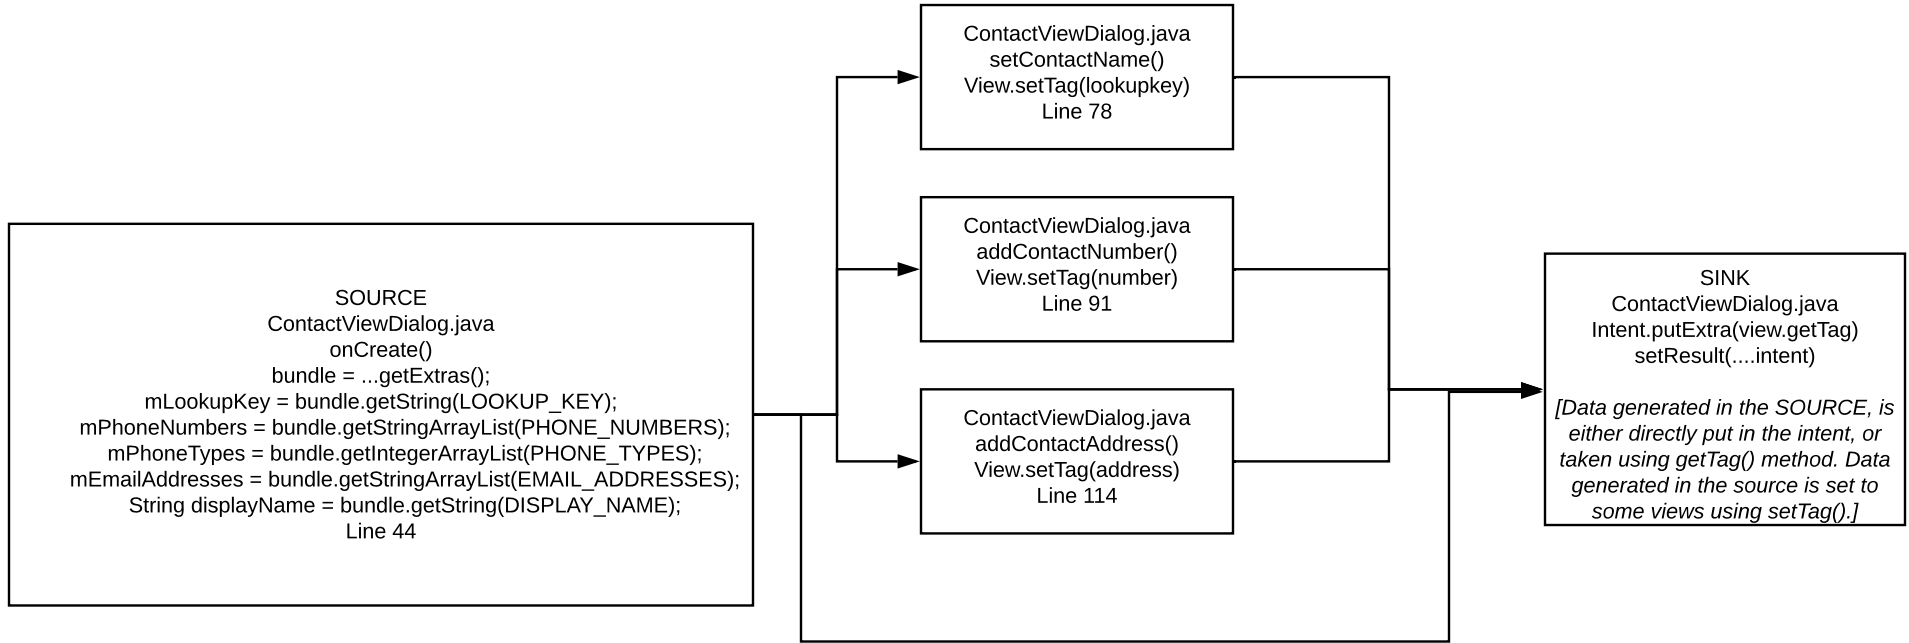 SOURCE
ContactViewDialog.java
onCreate()
bundle = ...getExtras();
mLookupKey = bundle.getString(LOOKUP_KEY);
mPhoneNumbers = bundle.getStringArrayList(PHONE_NUMBERS);
mPhoneTypes = bundle.getIntegerArrayList(PHONE_TYPES);
mEmailAddresses = bundle.getStringArrayList(EMAIL_ADDRESSES);
String displayName = bundle.getString(DISPLAY_NAME);
Line 44
ContactViewDialog.java
setContactName()
View.setTag(lookupkey)
Line 78
ContactViewDialog.java
addContactNumber()
View.setTag(number)
Line 91
ContactViewDialog.java
addContactAddress()
View.setTag(address)
Line 114
SINK
ContactViewDialog.java
Intent.putExtra(view.getTag)
setResult(....intent)
[Data generated in the SOURCE, is
either directly put in the intent, or
taken using getTag() method. Data
generated in the source is set to
some views using setTag().]